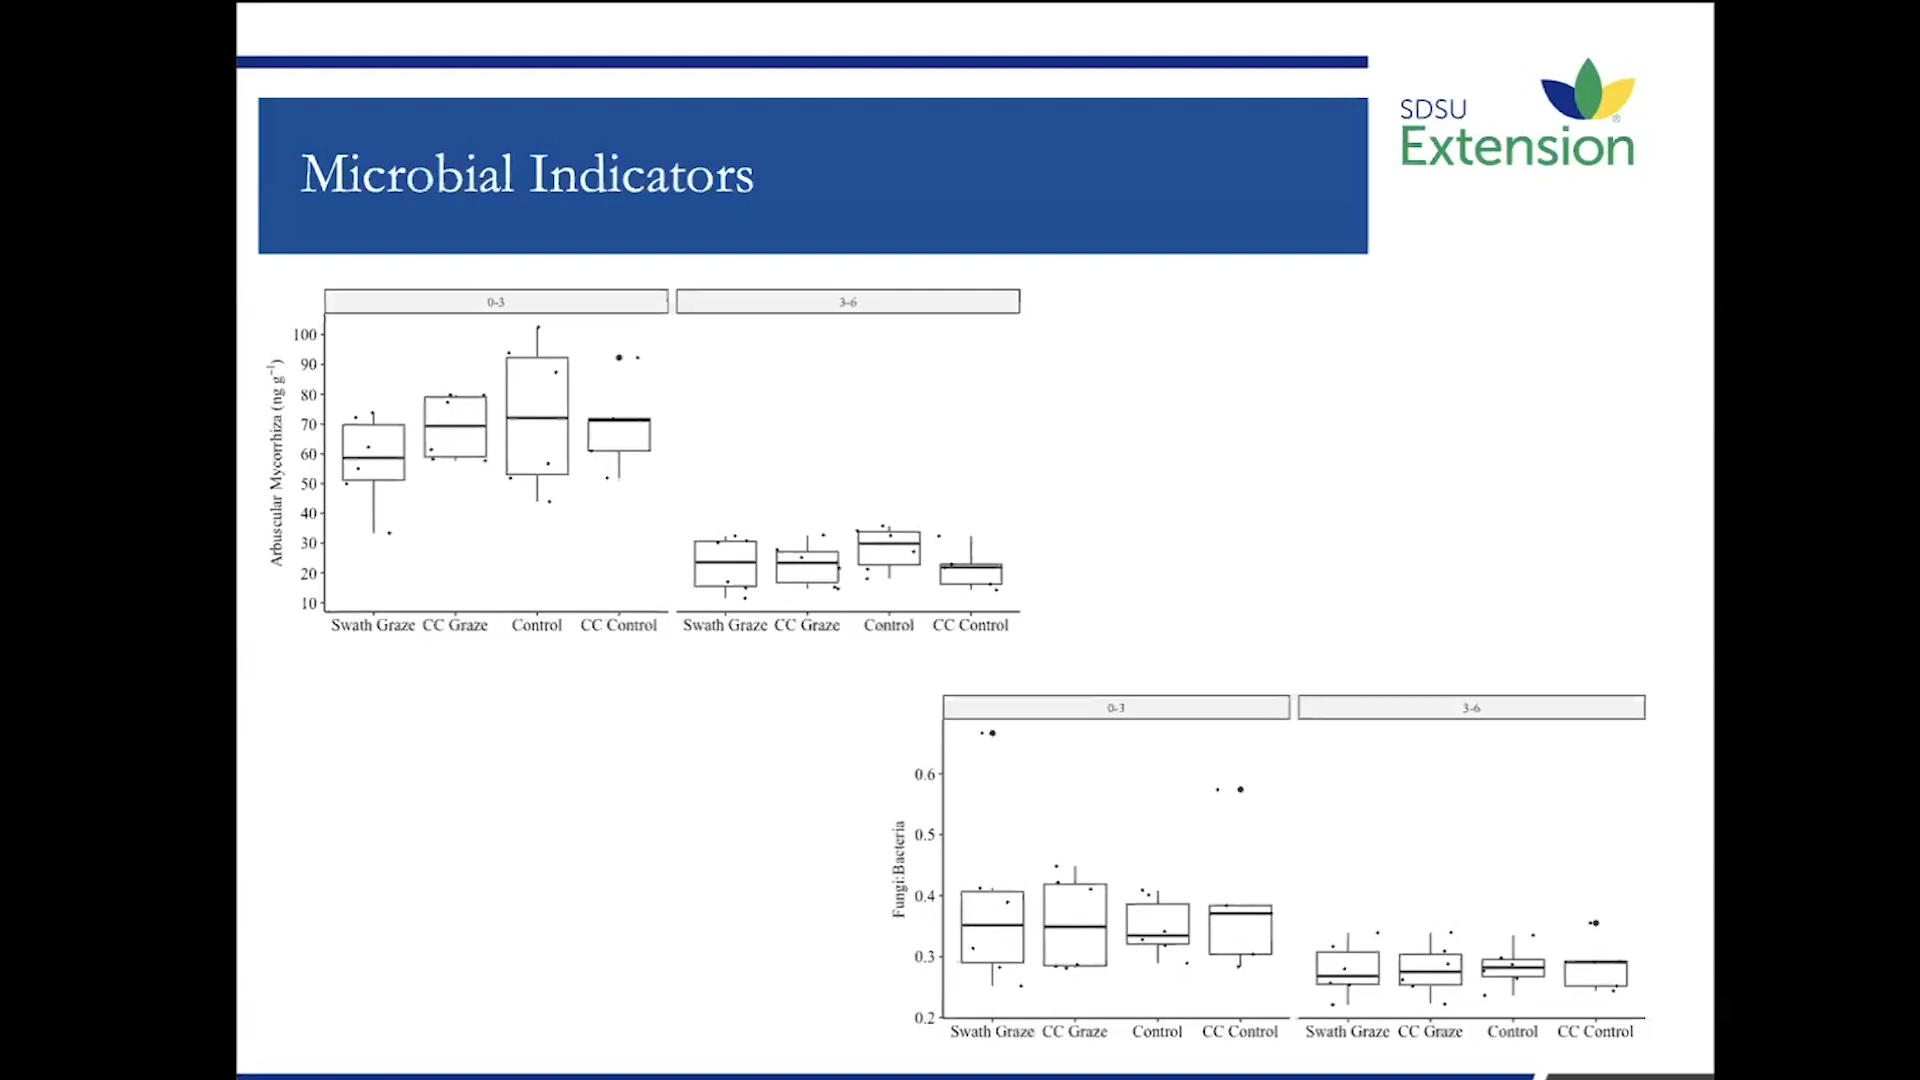 SDSU
Extension
®
Microbial Indicators
0-3
3-6
Arbuscular Mycorrhiza (ng g⁻¹)
100
90
80
70
60
50
40
30
20
10
Swath Graze CC Graze Control CC Control
Swath Graze CC Graze Control CC Control
0-3
3-6
Fungi:Bacteria
0.6
0.5
0.4
0.3
0.2
Swath Graze CC Graze Control CC Control
Swath Graze CC Graze Control CC Control